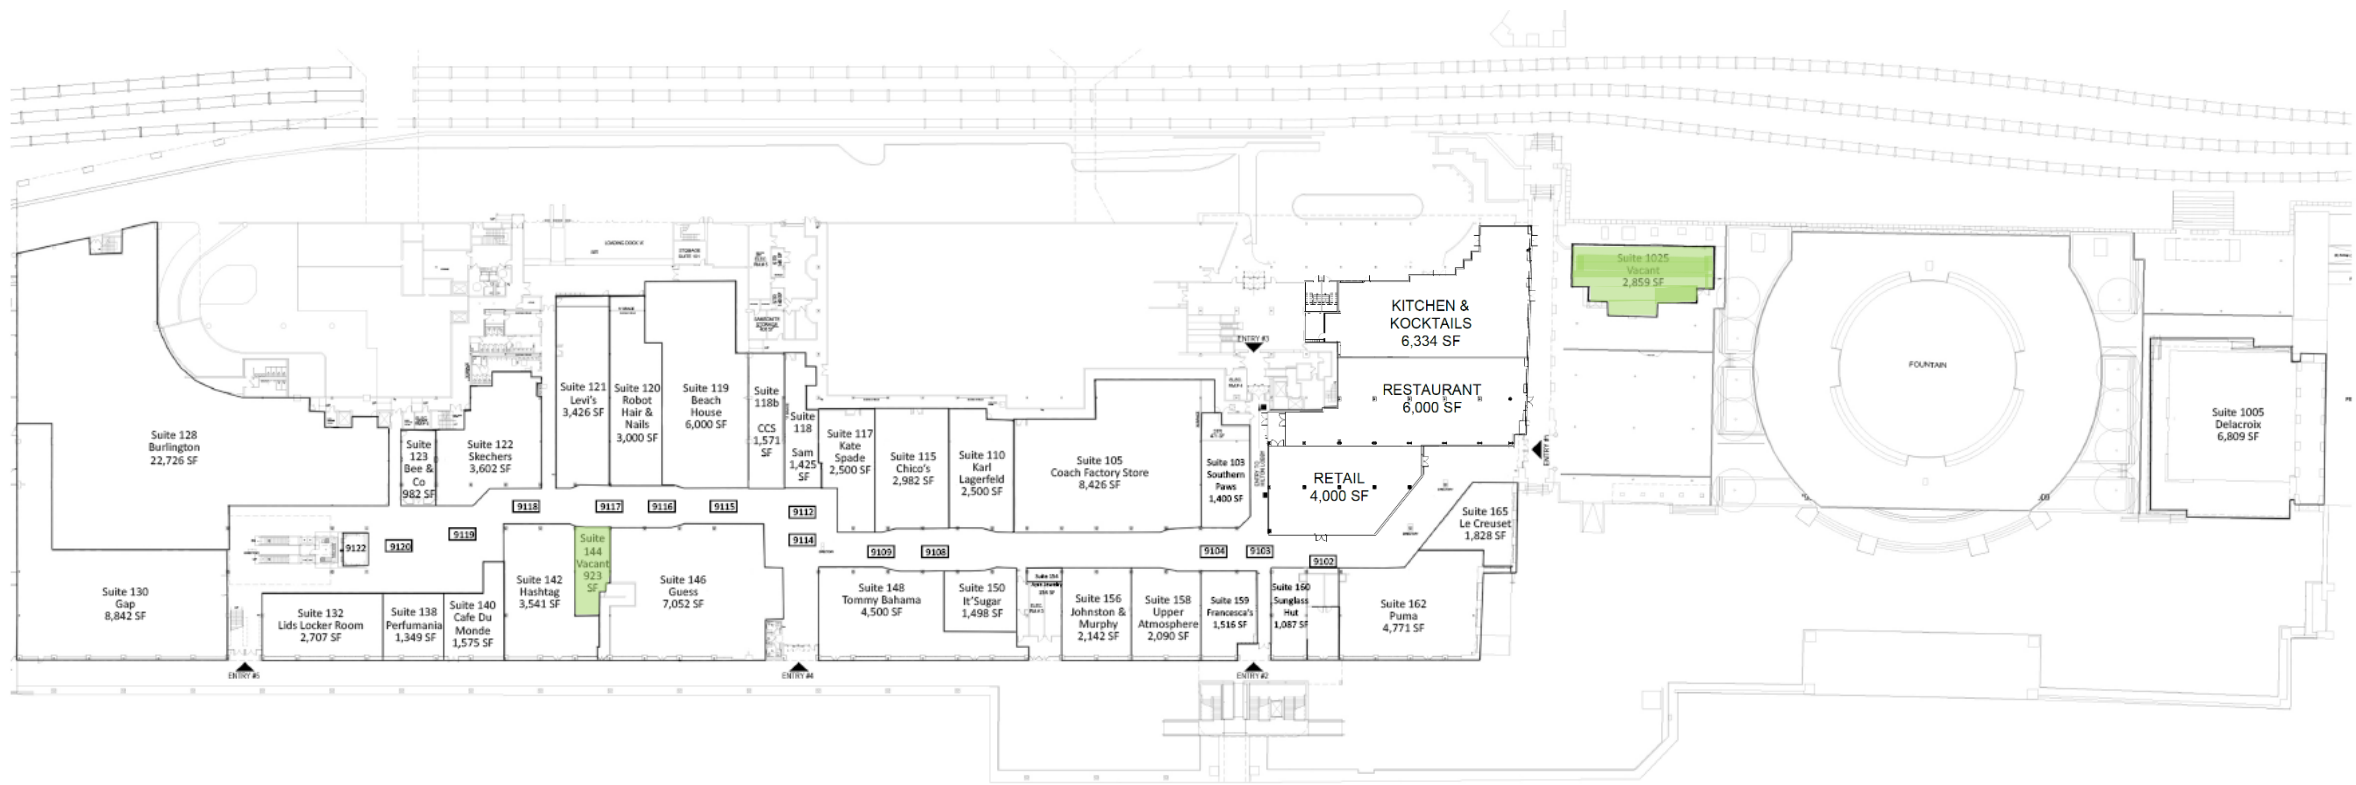 LOADING DOCK
STORAGE
ENTRY #3
KITCHEN &
KOCKTAILS
6,334 SF
RESTAURANT
6,000 SF
RETAIL
4,000 SF
ENTRY #1
Suite 1025
Vacant
2,859 SF
FOUNTAIN
Suite 1005
Delacroix
6,809 SF
Suite 128
Burlington
22,726 SF
Suite
123
Bee &
Co
982 SF
Suite 122
Skechers
3,602 SF
Suite 121
Levi's
3,426 SF
Suite 120
Robot
Hair &
Nails
3,000 SF
Suite 119
Beach
House
6,000 SF
Suite
118b
CCS
1,571
SF
Suite
118
Sam
1,425
SF
Suite 117
Kate
Spade
2,500 SF
Suite 115
Chico's
2,982 SF
Suite 110
Karl
Lagerfeld
2,500 SF
Suite 105
Coach Factory Store
8,426 SF
Suite 103
Southern
Paws
1,400 SF
Suite 165
Le Creuset
1,828 SF
9118
9117
9116
9115
9112
9114
9119
9120
9122
9109
9108
9104
9103
9102
Suite 130
Gap
8,842 SF
Suite 132
Lids Locker Room
2,707 SF
Suite 138
Perfumania
1,349 SF
Suite 140
Cafe Du
Monde
1,575 SF
Suite 142
Hashtag
3,541 SF
Suite
144
Vacant
923
SF
Suite 146
Guess
7,052 SF
Suite 148
Tommy Bahama
4,500 SF
Suite 150
It'Sugar
1,498 SF
Suite 154
Suite 156
Johnston &
Murphy
2,142 SF
Suite 158
Upper
Atmosphere
2,090 SF
Suite 159
Francesca's
1,516 SF
Suite 160
Sunglass
Hut
1,087 SF
Suite 162
Puma
4,771 SF
ENTRY #5
ENTRY #4
ENTRY #2